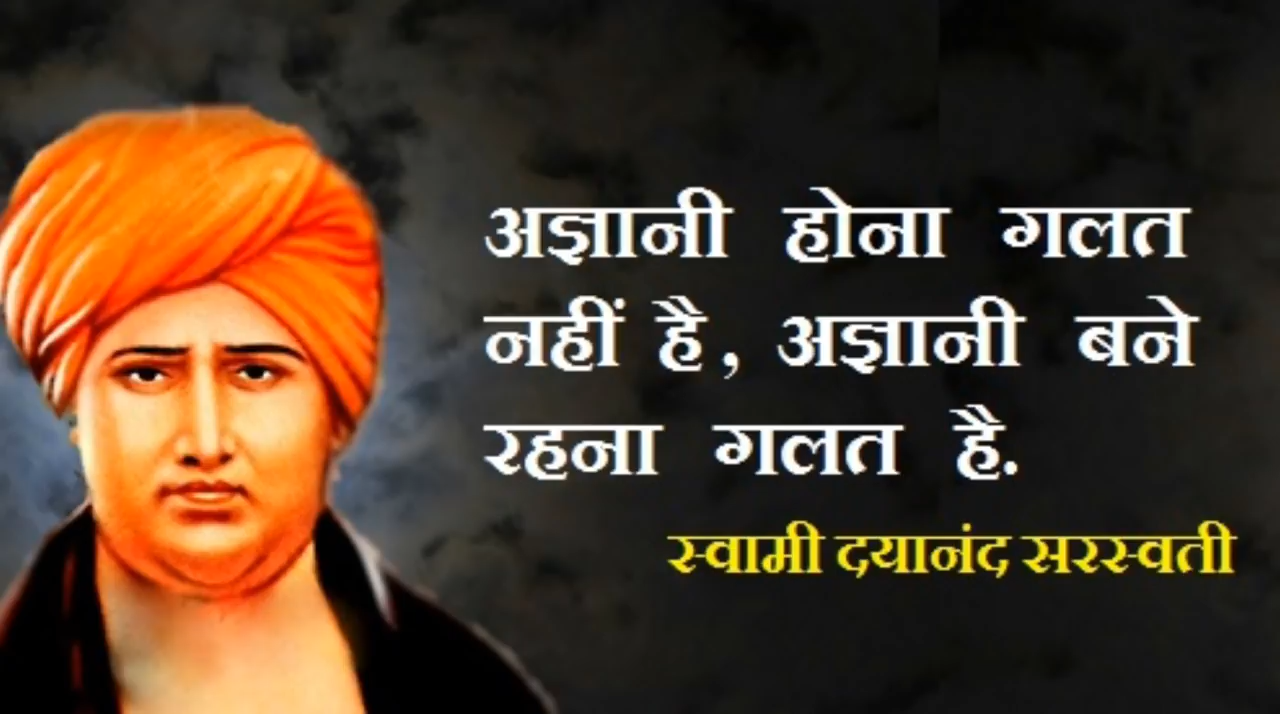 अज्ञानी होना गलत
नहीं है, अज्ञानी बने
रहना गलत है.
स्वामी दयानंद सरस्वती